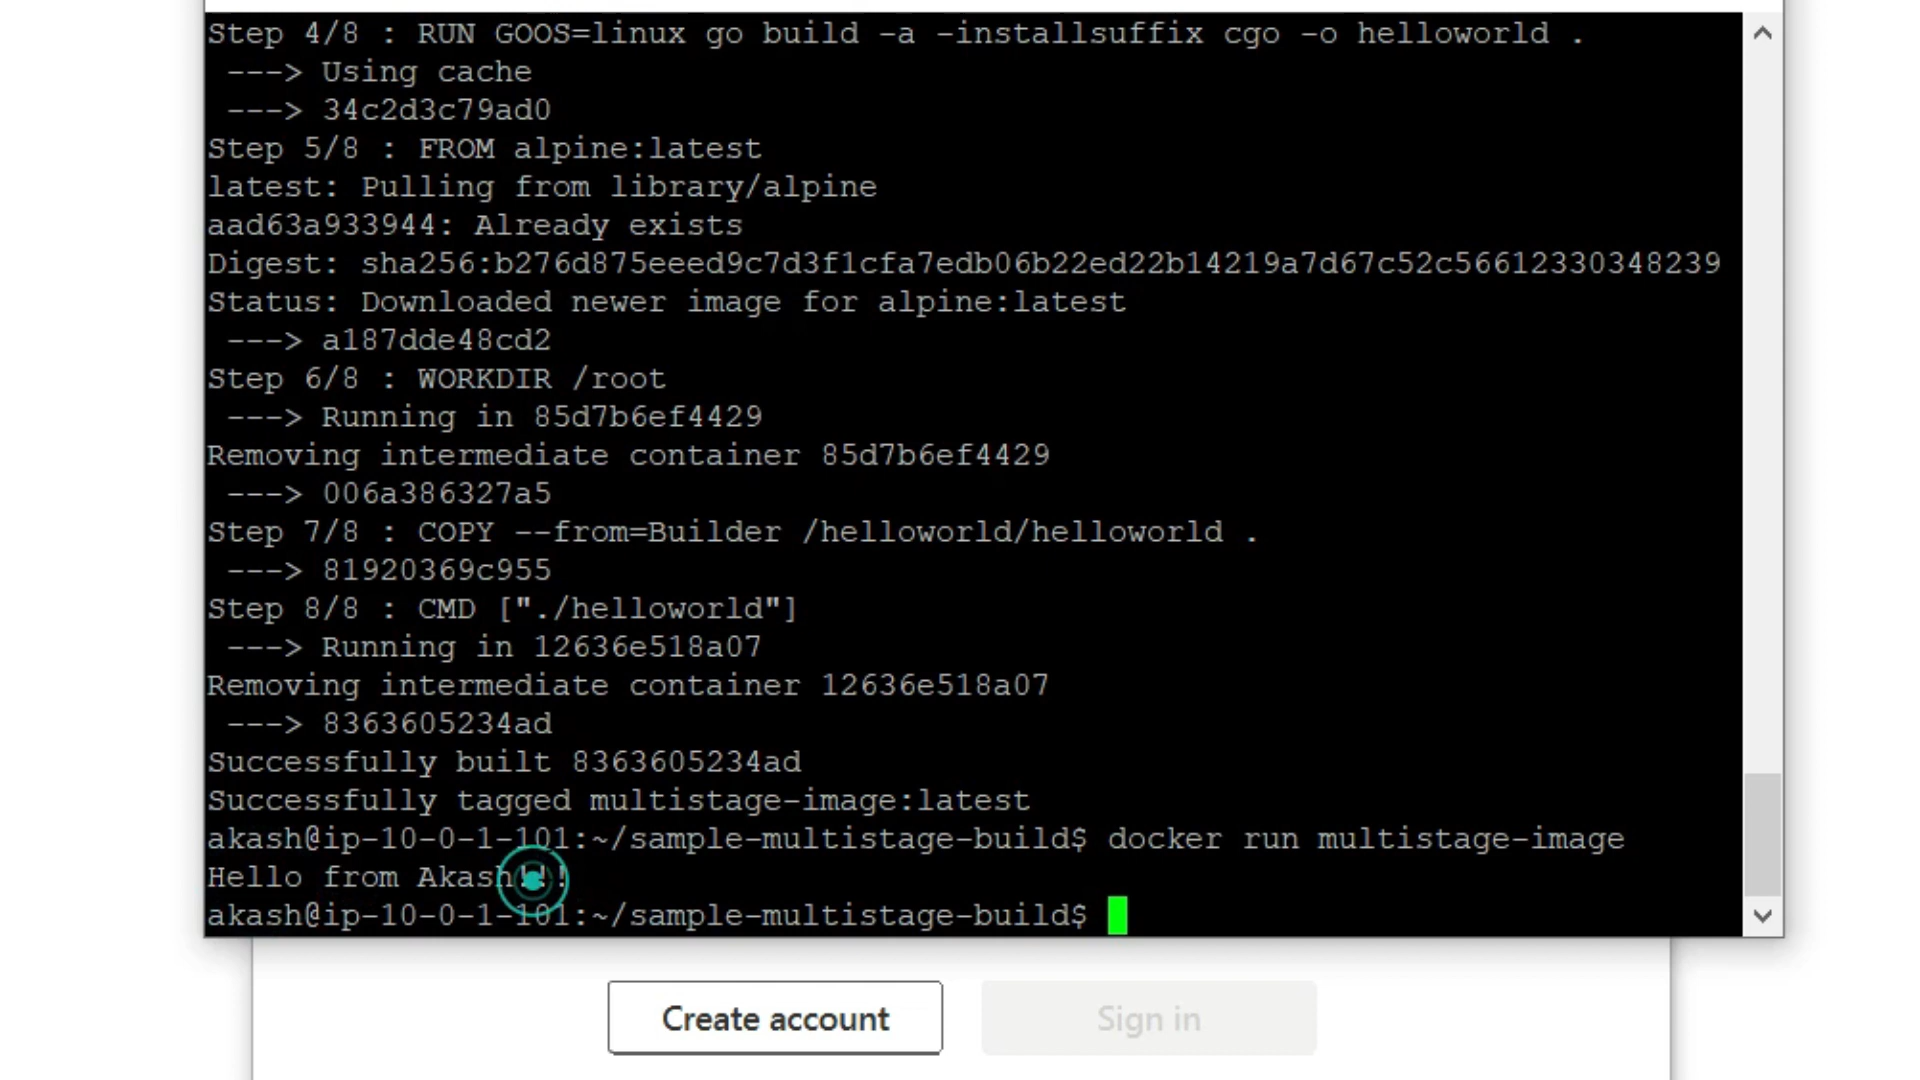 Step 4/8 : RUN GOOS=linux go build -a -installsuffix cgo -o helloworld .
---> Using cache
---> 34c2d3c79ad0
Step 5/8 : FROM alpine:latest
latest: Pulling from library/alpine
aad63a933944: Already exists
Digest: sha256:b276d875eeed9c7d3f1cfa7edb06b22ed22b14219a7d67c52c56612330348239
Status: Downloaded newer image for alpine:latest
---> a187dde48cd2
Step 6/8 : WORKDIR /root
---> Running in 85d7b6ef4429
Removing intermediate container 85d7b6ef4429
---> 006a386327a5
Step 7/8 : COPY --from=Builder /helloworld/helloworld .
---> 81920369c955
Step 8/8 : CMD ["./helloworld"]
---> Running in 12636e518a07
Removing intermediate container 12636e518a07
---> 8363605234ad
Successfully built 8363605234ad
Successfully tagged multistage-image:latest
akash@ip-10-0-1-101:~/sample-multistage-build$ docker run multistage-image
Hello from Akash!!!
akash@ip-10-0-1-101:~/sample-multistage-build$
Create account
Sign in